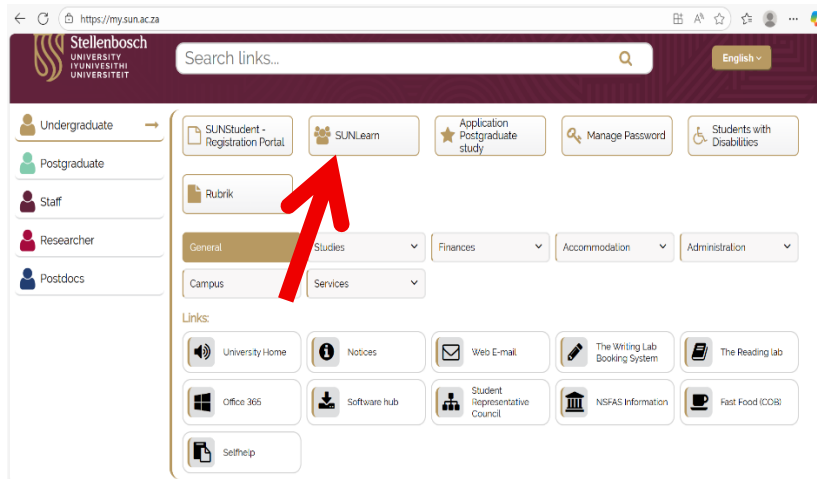 https://my.sun.ac.za
Stellenbosch
UNIVERSITY
IYUNIVESITHI
UNIVERSITEIT
Search links...
English
Undergraduate
Postgraduate
Staff
Researcher
Postdocs
SUNStudent -
Registration Portal
SUNLearn
Application
Postgraduate
study
Manage Password
Students with
Disabilities
Rubrik
General
Studies
Finances
Accommodation
Administration
Campus
Services
Links:
University Home
Notices
Web E-mail
The Writing Lab
Booking System
The Reading lab
Office 365
Software hub
Student
Representative
Council
NSFAS Information
Fast Food (COB)
Selfhelp